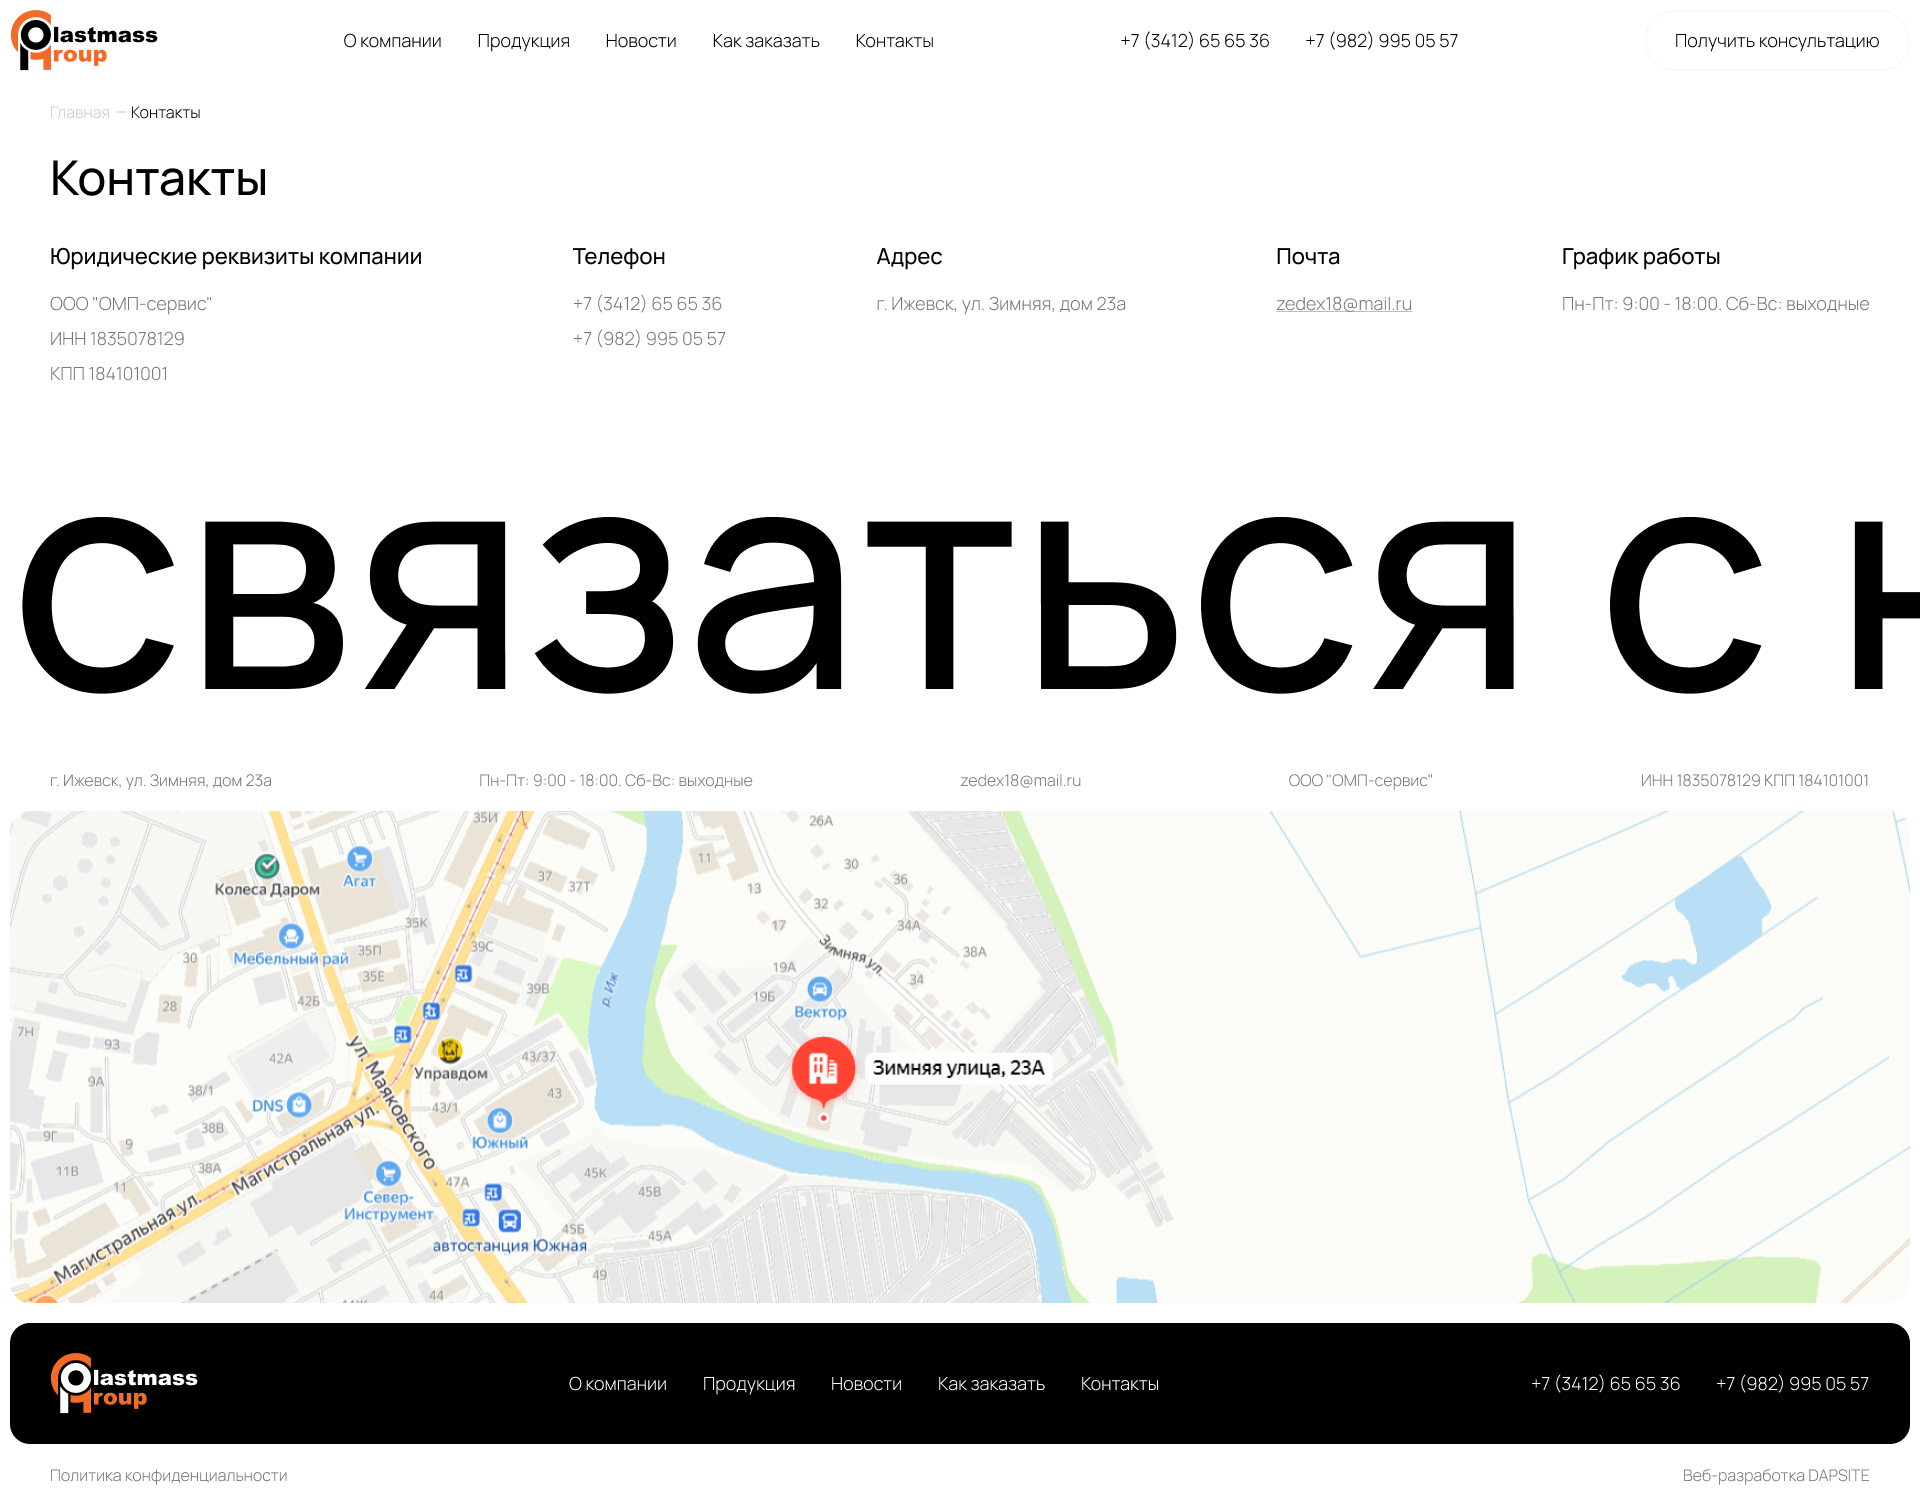 Plastmass
Group
О компании
Продукция
Новости
Как заказать
Контакты
+7 (3412) 65 65 36
+7 (982) 995 05 57
Получить консультацию
Главная — Контакты
Контакты
Юридические реквизиты компании
ООО "ОМП-сервис"
ИНН 1835078129
КПП 184101001
Телефон
+7 (3412) 65 65 36
+7 (982) 995 05 57
Адрес
г. Ижевск, ул. Зимняя, дом 23а
Почта
zedex18@mail.ru
График работы
Пн-Пт: 9:00 - 18:00. Сб-Вс: выходные
связаться с н
г. Ижевск, ул. Зимняя, дом 23а
Пн-Пт: 9:00 - 18:00. Сб-Вс: выходные
zedex18@mail.ru
ООО "ОМП-сервис"
ИНН 1835078129 КПП 184101001
35И
26А
11
30
Колеса Даром
Агат
37
37Т
13
36
32
35К
17
34А
Мебельный рай
35П
39С
Зимняя ул.
38А
30
35Е
19А
34
28
42Б
39В
р. Иж
19Б
Вектор
7Н
93
42А
43/37
Управдом
Зимняя улица, 23А
9А
38/1
43
DNS
43/1
ул. Маяковского
38В
Южный
9Г
9
Магистральная ул.
11В
38А
45К
11
47А
45В
Север-
Инструмент
45Б
45А
Магистральная ул.
автостанция Южная
49
44
44Ж
Plastmass
Group
О компании
Продукция
Новости
Как заказать
Контакты
+7 (3412) 65 65 36
+7 (982) 995 05 57
Политика конфиденциальности
Веб-разработка DAPSITE